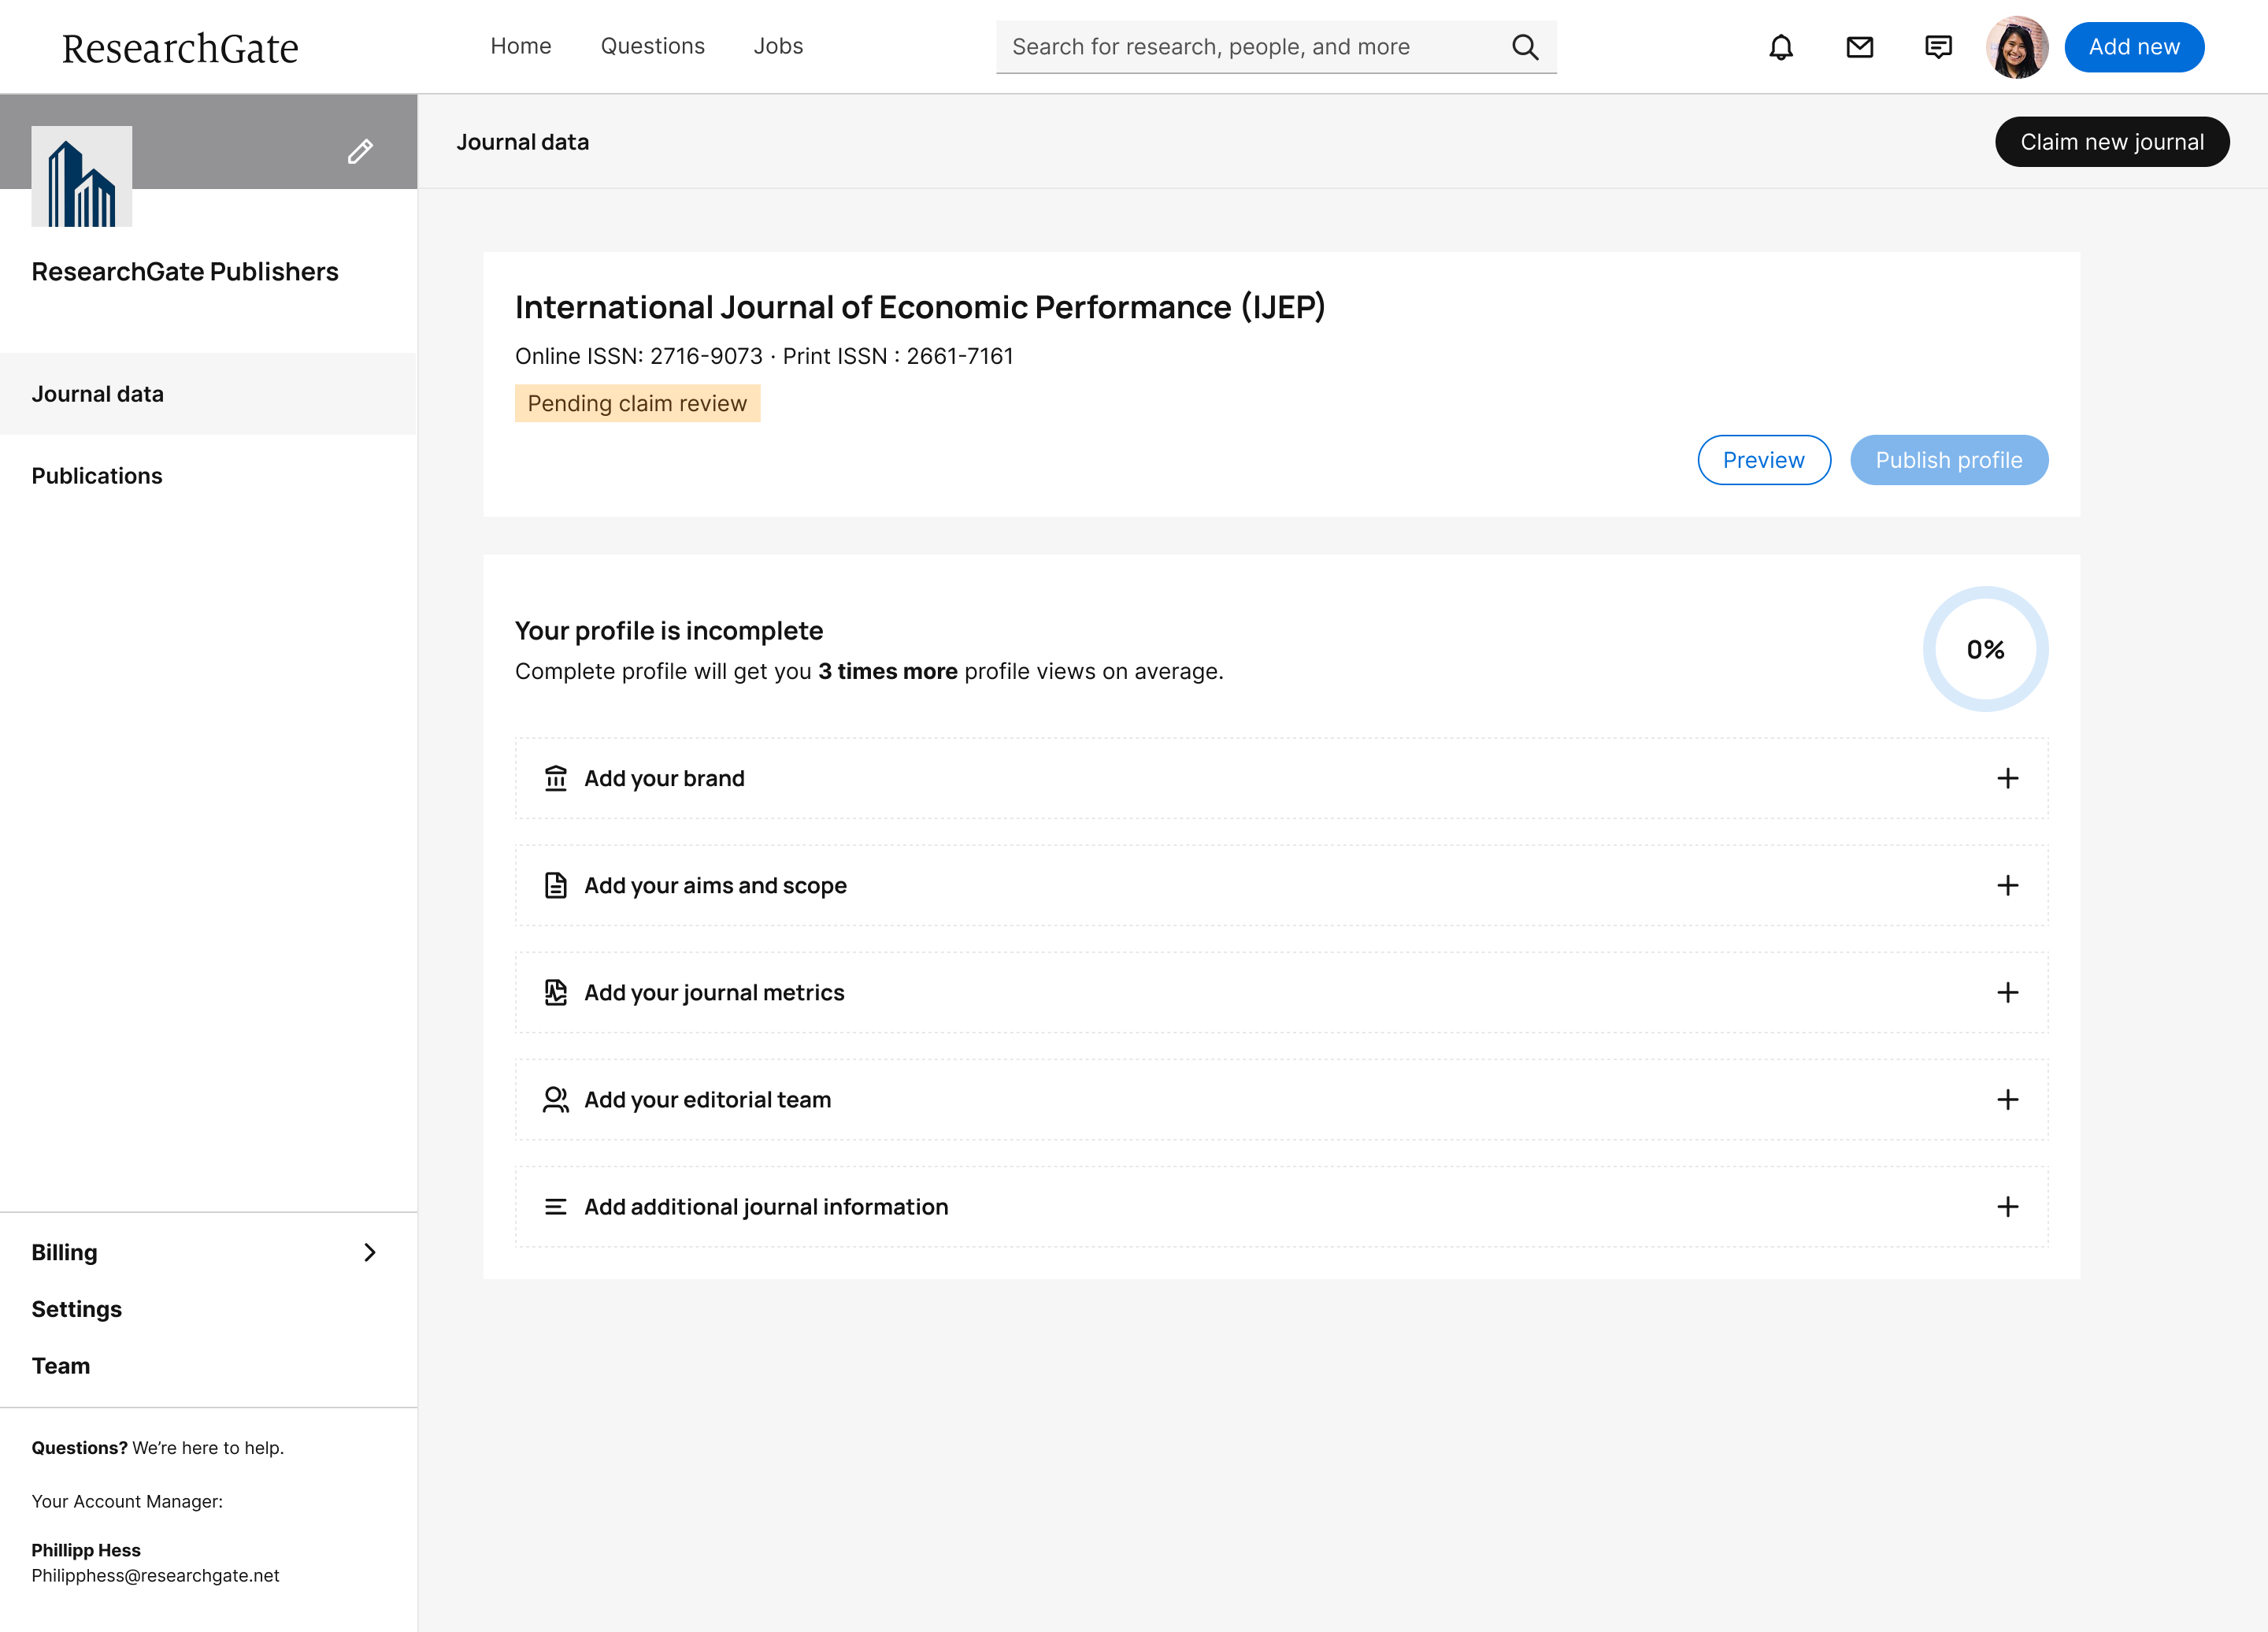 ResearchGate
Home
Questions
Jobs
Search for research, people, and more
Add new
ResearchGate Publishers
Journal data
Publications
Billing
Settings
Team
Questions? We’re here to help.
Your Account Manager:
Phillipp Hess
Philipphess@researchgate.net
Journal data
Claim new journal
International Journal of Economic Performance (IJEP)
Online ISSN: 2716-9073 · Print ISSN : 2661-7161
Pending claim review
Preview
Publish profile
Your profile is incomplete
Complete profile will get you 3 times more profile views on average.
0%
Add your brand
Add your aims and scope
Add your journal metrics
Add your editorial team
Add additional journal information